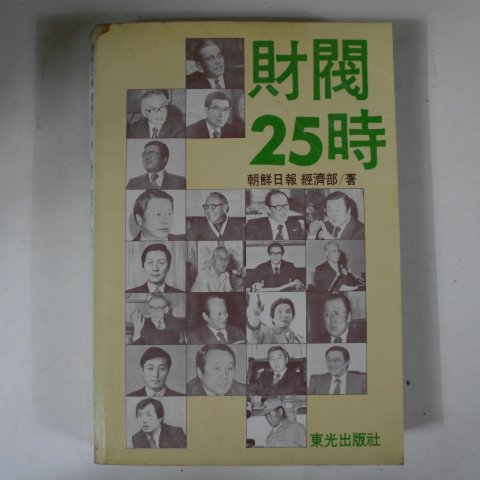 財閥
25時
朝鮮日報 經濟部/著
東光出版社